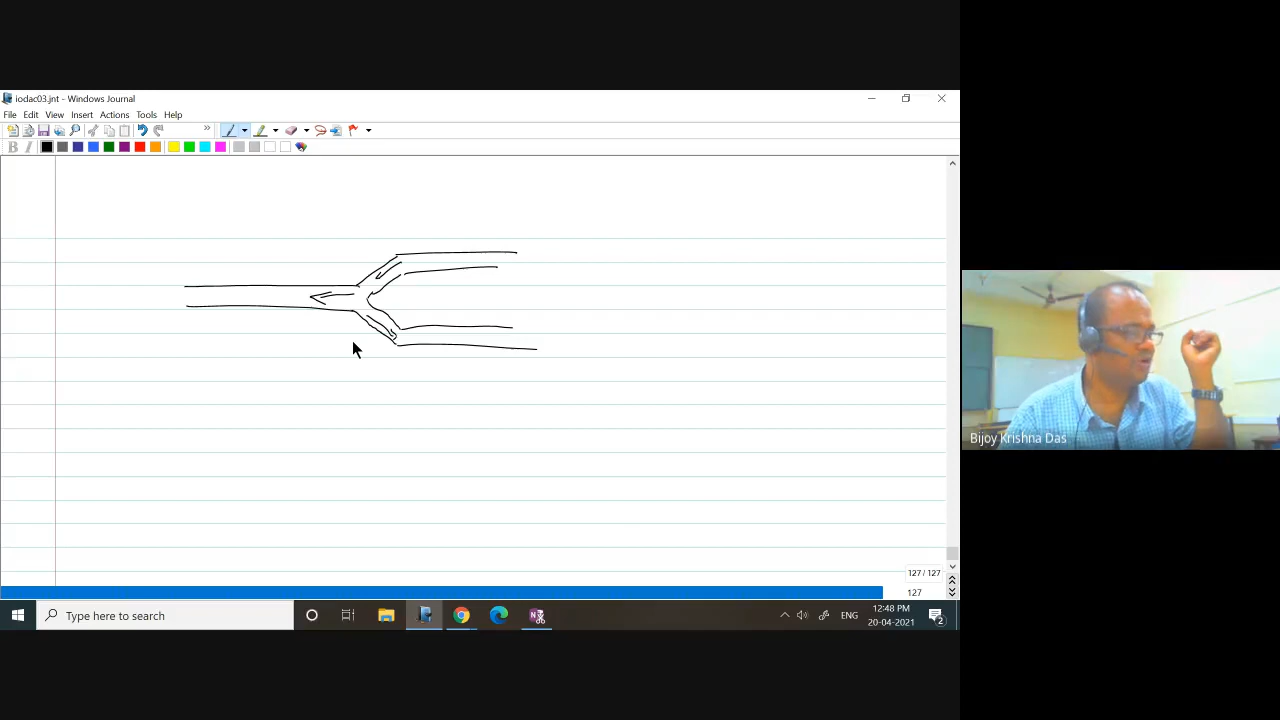 iodac03.jnt - Windows Journal
File Edit View Insert Actions Tools Help
B I
Bijoy Krishna Das
127 / 127
127
Type here to search
ENG
12:48 PM
20-04-2021
2